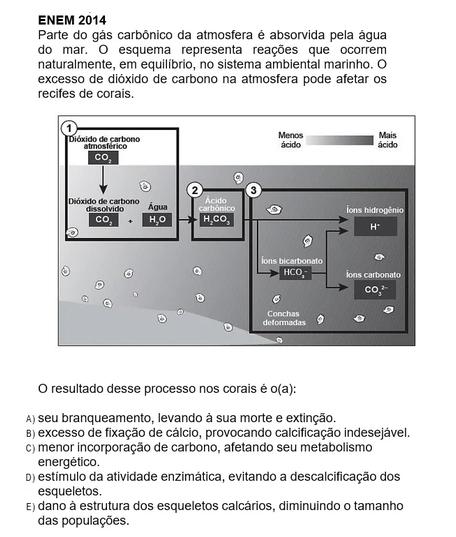 ENEM 2014
Parte do gás carbônico da atmosfera é absorvida pela água
do mar. O esquema representa reações que ocorrem
naturalmente, em equilíbrio, no sistema ambiental marinho. O
excesso de dióxido de carbono na atmosfera pode afetar os
recifes de corais.
1
Dióxido de carbono
atmosférico
CO2
Menos
ácido
Mais
ácido
Dióxido de carbono
dissolvido
CO2
+
Água
H2O
2
Ácido
carbônico
H2CO3
3
Íons hidrogênio
H+
Íons bicarbonato
HCO3-
Íons carbonato
CO3 2-
Conchas
deformadas
O resultado desse processo nos corais é o(a):
A) seu branqueamento, levando à sua morte e extinção.
B) excesso de fixação de cálcio, provocando calcificação indesejável.
C) menor incorporação de carbono, afetando seu metabolismo
energético.
D) estímulo da atividade enzimática, evitando a descalcificação dos
esqueletos.
E) dano à estrutura dos esqueletos calcários, diminuindo o tamanho
das populações.